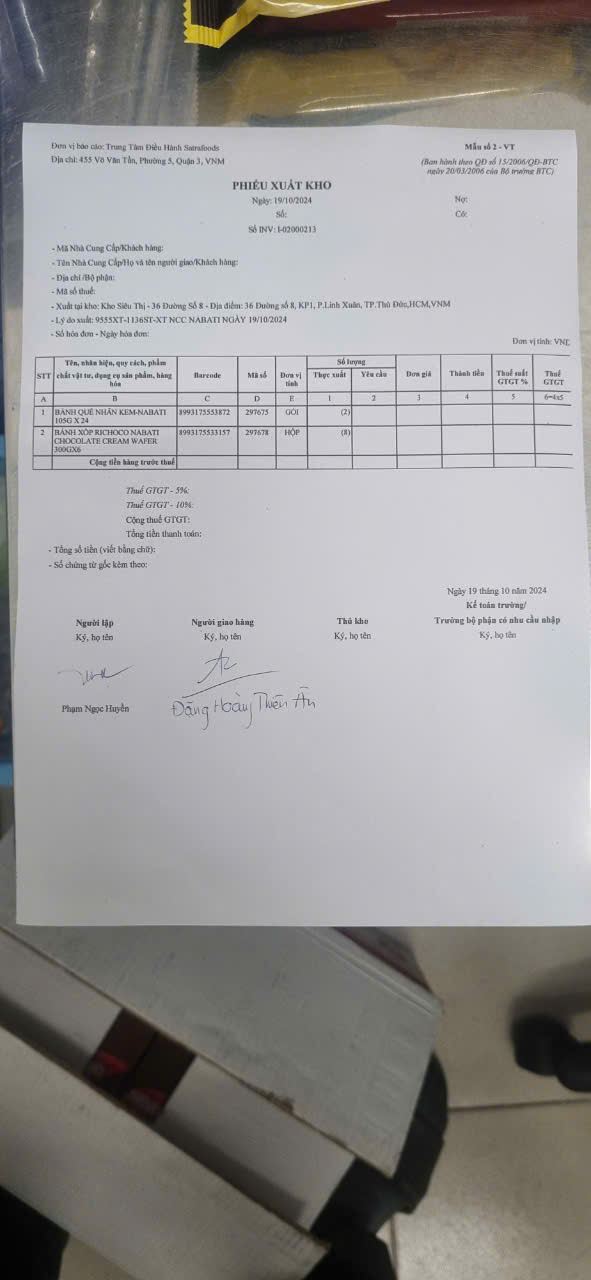 Đơn vị báo cáo: Trung Tâm Điều Hành Satrafoods
Địa chỉ: 455 Võ Văn Tần, Phường 5, Quận 3, VNM
Mẫu số 2 - VT
(Ban hành theo QĐ số 15/2006/QĐ-BTC
ngày 20/03/2006 của Bộ trưởng BTC)
PHIẾU XUẤT KHO
Ngày: 19/10/2024
Số:
Số INV: I-02000213
Nợ:
Có:
- Mã Nhà Cung Cấp/Khách hàng:
- Tên Nhà Cung Cấp/Họ và tên người giao/Khách hàng:
- Địa chỉ /Bộ phận:
- Mã số thuế:
- Xuất tại kho: Kho Siêu Thị - 36 Đường Số 8 - Địa điểm: 36 Đường số 8, KP1, P.Linh Xuân, TP.Thủ Đức,HCM,VNM
- Lý do xuất: 9555XT-1136ST-XT NCC NABATI NGÀY 19/10/2024
- Số hóa đơn - Ngày hóa đơn:
Đơn vị tính: VNĐ
STT Tên, nhãn hiệu, quy cách, phẩm chất vật tư, dụng cụ sản phẩm, hàng hóa Barcode Mã số Đơn vị tính Số lượng Thực xuất Yêu cầu Đơn giá Thành tiền Thuế suất GTGT % Thuế GTGT
A B C D E 1 2 3 4 5 6=4x5
1 BÁNH QUẾ NHÂN KEM-NABATI 8993175553872 297675 GÓI (2)
105G X 24
2 BÁNH XỐP RICHOCO NABATI 8993175533157 297678 HỘP (8)
CHOCOLATE CREAM WAFER
300GX6
Cộng tiền hàng trước thuế
Thuế GTGT - 5%:
Thuế GTGT - 10%:
Cộng thuế GTGT:
Tổng tiền thanh toán:
- Tổng số tiền (viết bằng chữ):
- Số chứng từ gốc kèm theo:
Ngày 19 tháng 10 năm 2024
Người lập Người giao hàng Thủ kho Kế toán trưởng/
Trưởng bộ phận có nhu cầu nhập
Ký, họ tên Ký, họ tên Ký, họ tên Ký, họ tên
Phạm Ngọc Huyền Đặng Hoàng Thiên Ân